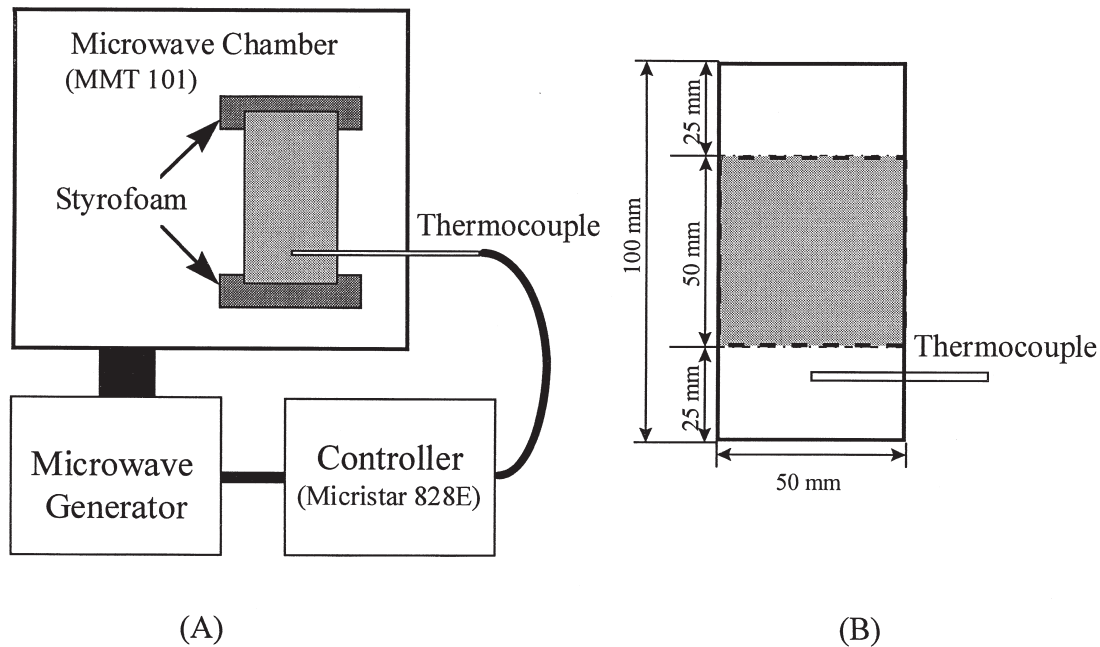 Microwave Chamber
(MMT 101)
Styrofoam
Thermocouple
Microwave
Generator
Controller
(Micristar 828E)
(A)
100 mm
25 mm
50 mm
25 mm
Thermocouple
50 mm
(B)